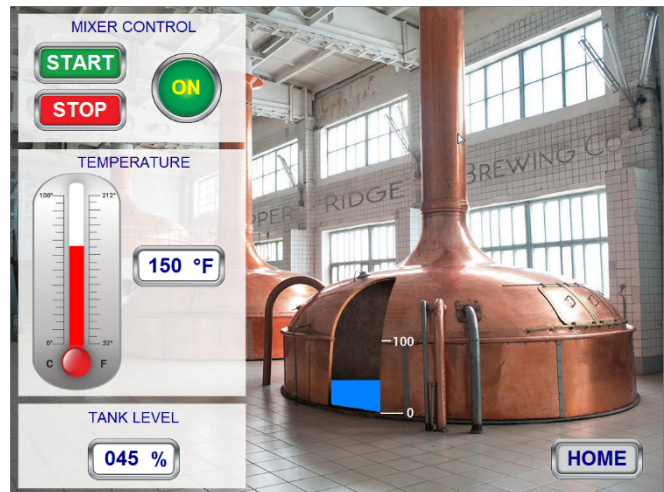 MIXER CONTROL
START
STOP
ON
TEMPERATURE
100° 212°
0° 32°
C F
150 °F
TANK LEVEL
045 %
PPER RIDGE BREWING CO
100
0
HOME